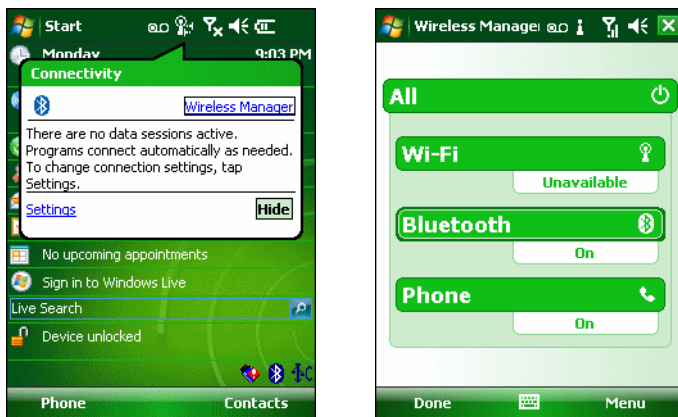 Start
Monday 9:03 PM
Connectivity
Wireless Manager
There are no data sessions active.
Programs connect automatically as needed.
To change connection settings, tap
Settings.
Settings Hide
No upcoming appointments
Sign in to Windows Live
Live Search
Device unlocked
Phone Contacts
Wireless Manage
All
Wi-Fi
Unavailable
Bluetooth
On
Phone
On
Done Menu